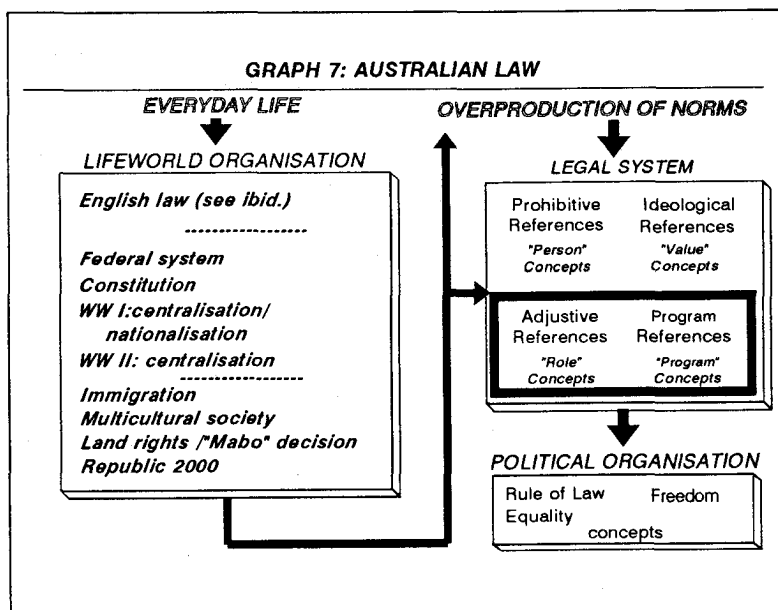 GRAPH 7: AUSTRALIAN LAW
EVERYDAY LIFE
LIFEWORLD ORGANISATION
English law (see ibid.)
------------------
Federal system
Constitution
WW I:centralisation/
nationalisation
WW II: centralisation
----------------
Immigration
Multicultural society
Land rights /"Mabo" decision
Republic 2000
OVERPRODUCTION OF NORMS
LEGAL SYSTEM
Prohibitive
References
"Person"
Concepts
Ideological
References
"Value"
Concepts
Adjustive
References
"Role"
Concepts
Program
References
"Program"
Concepts
POLITICAL ORGANISATION
Rule of Law
Equality
Freedom
concepts